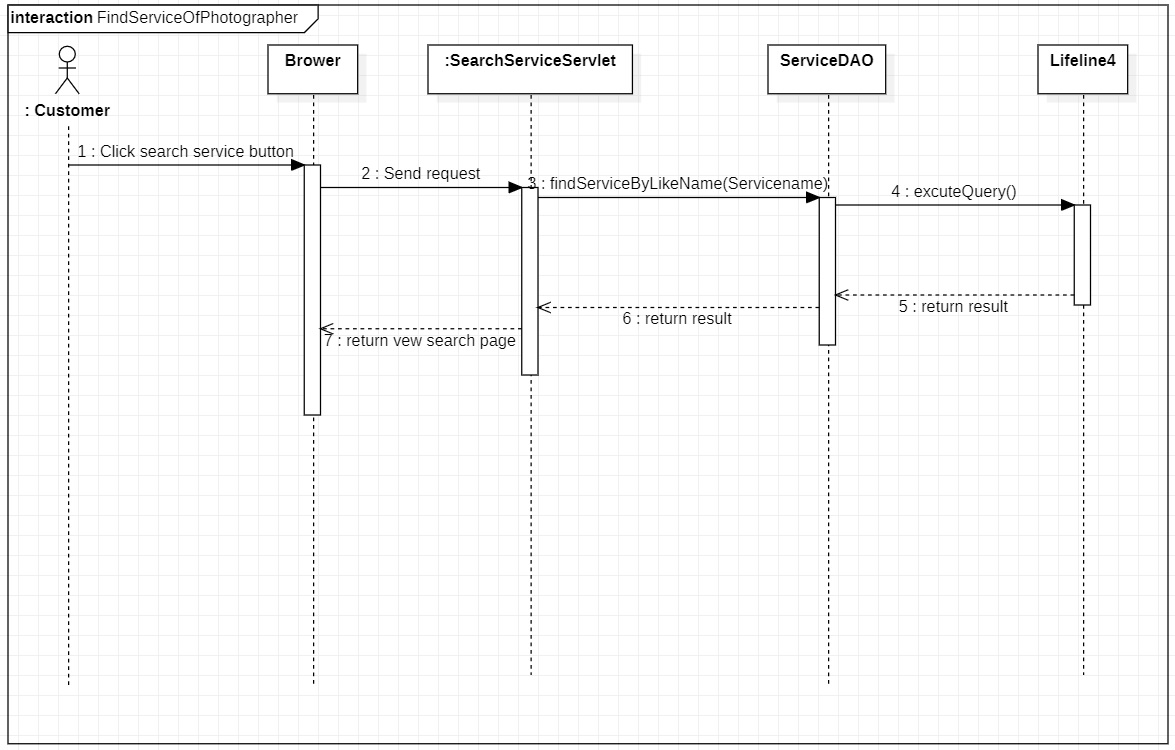 interaction FindServiceOfPhotographer
: Customer
Brower
:SearchServiceServlet
ServiceDAO
Lifeline4
1 : Click search service button
2 : Send request
3 : findServiceByLikeName(Servicename)
4 : excuteQuery()
5 : return result
6 : return result
7 : return vew search page